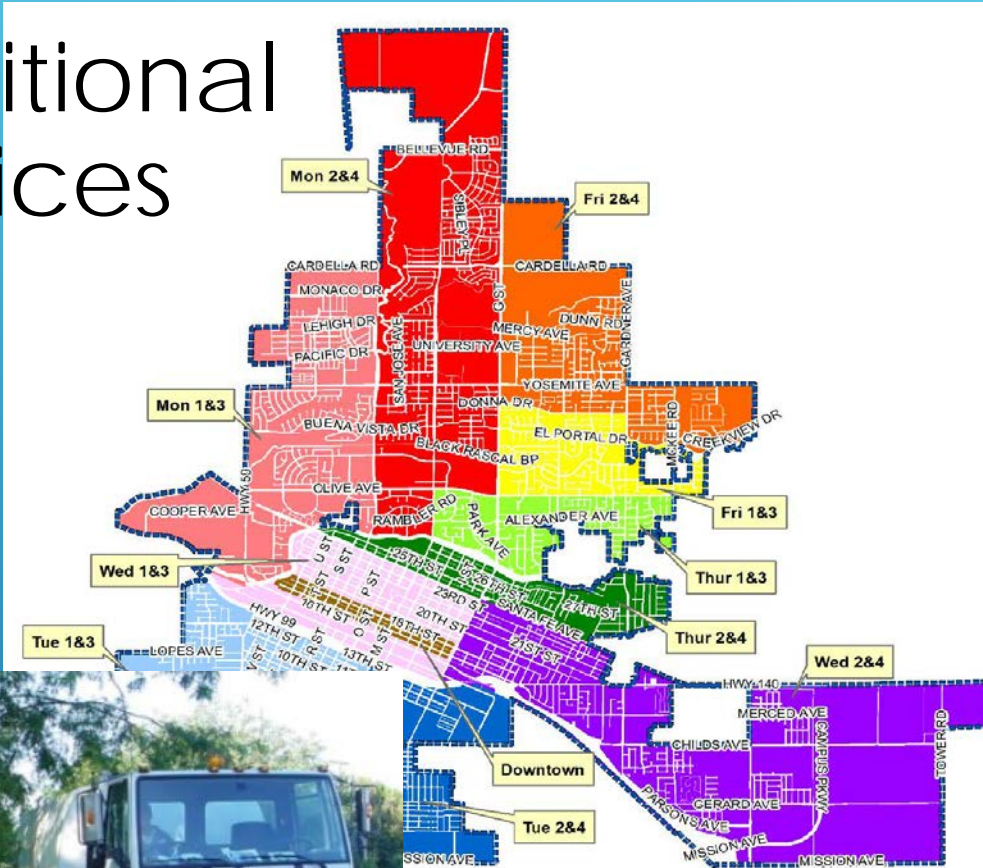 itional
ices
BELLEVUE RD
Mon 2&4
SIBLEY PL
Fri 2&4
CARDELLA RD
CARDELLA RD
MONACO DR
G ST
GARDNER AVE
LEHIGH DR
DUNN RD
MERCY AVE
SAN JOSE AVE
UNIVERSITY AVE
PACIFIC DR
YOSEMITE AVE
DONNA DR
Mon 1&3
BUENA VISTA DR
EL PORTAL DR
MCKEE RD
CREEKVIEW DR
BLACK RASCAL BP
HWY 59
OLIVE AVE
COOPER AVE
RAMBLER RD
PARK AVE
ALEXANDER AVE
Fri 1&3
U ST
S ST
25TH ST
26TH ST
Wed 1&3
T ST
P ST
23RD ST
SANTA FE AVE
27TH ST
Thur 1&3
16TH ST
18TH ST
20TH ST
HWY 99
O ST
M ST
21ST ST
Thur 2&4
12TH ST
R ST
13TH ST
Tue 1&3
LOPES AVE
V ST
10TH ST
Wed 2&4
HWY 140
MERCED AVE
CHILDS AVE
CAMPUS PKWY
TOWER RD
Downtown
PARSONS AVE
GERARD AVE
Tue 2&4
MISSION AVE
SSION AVE
MISSION AVE